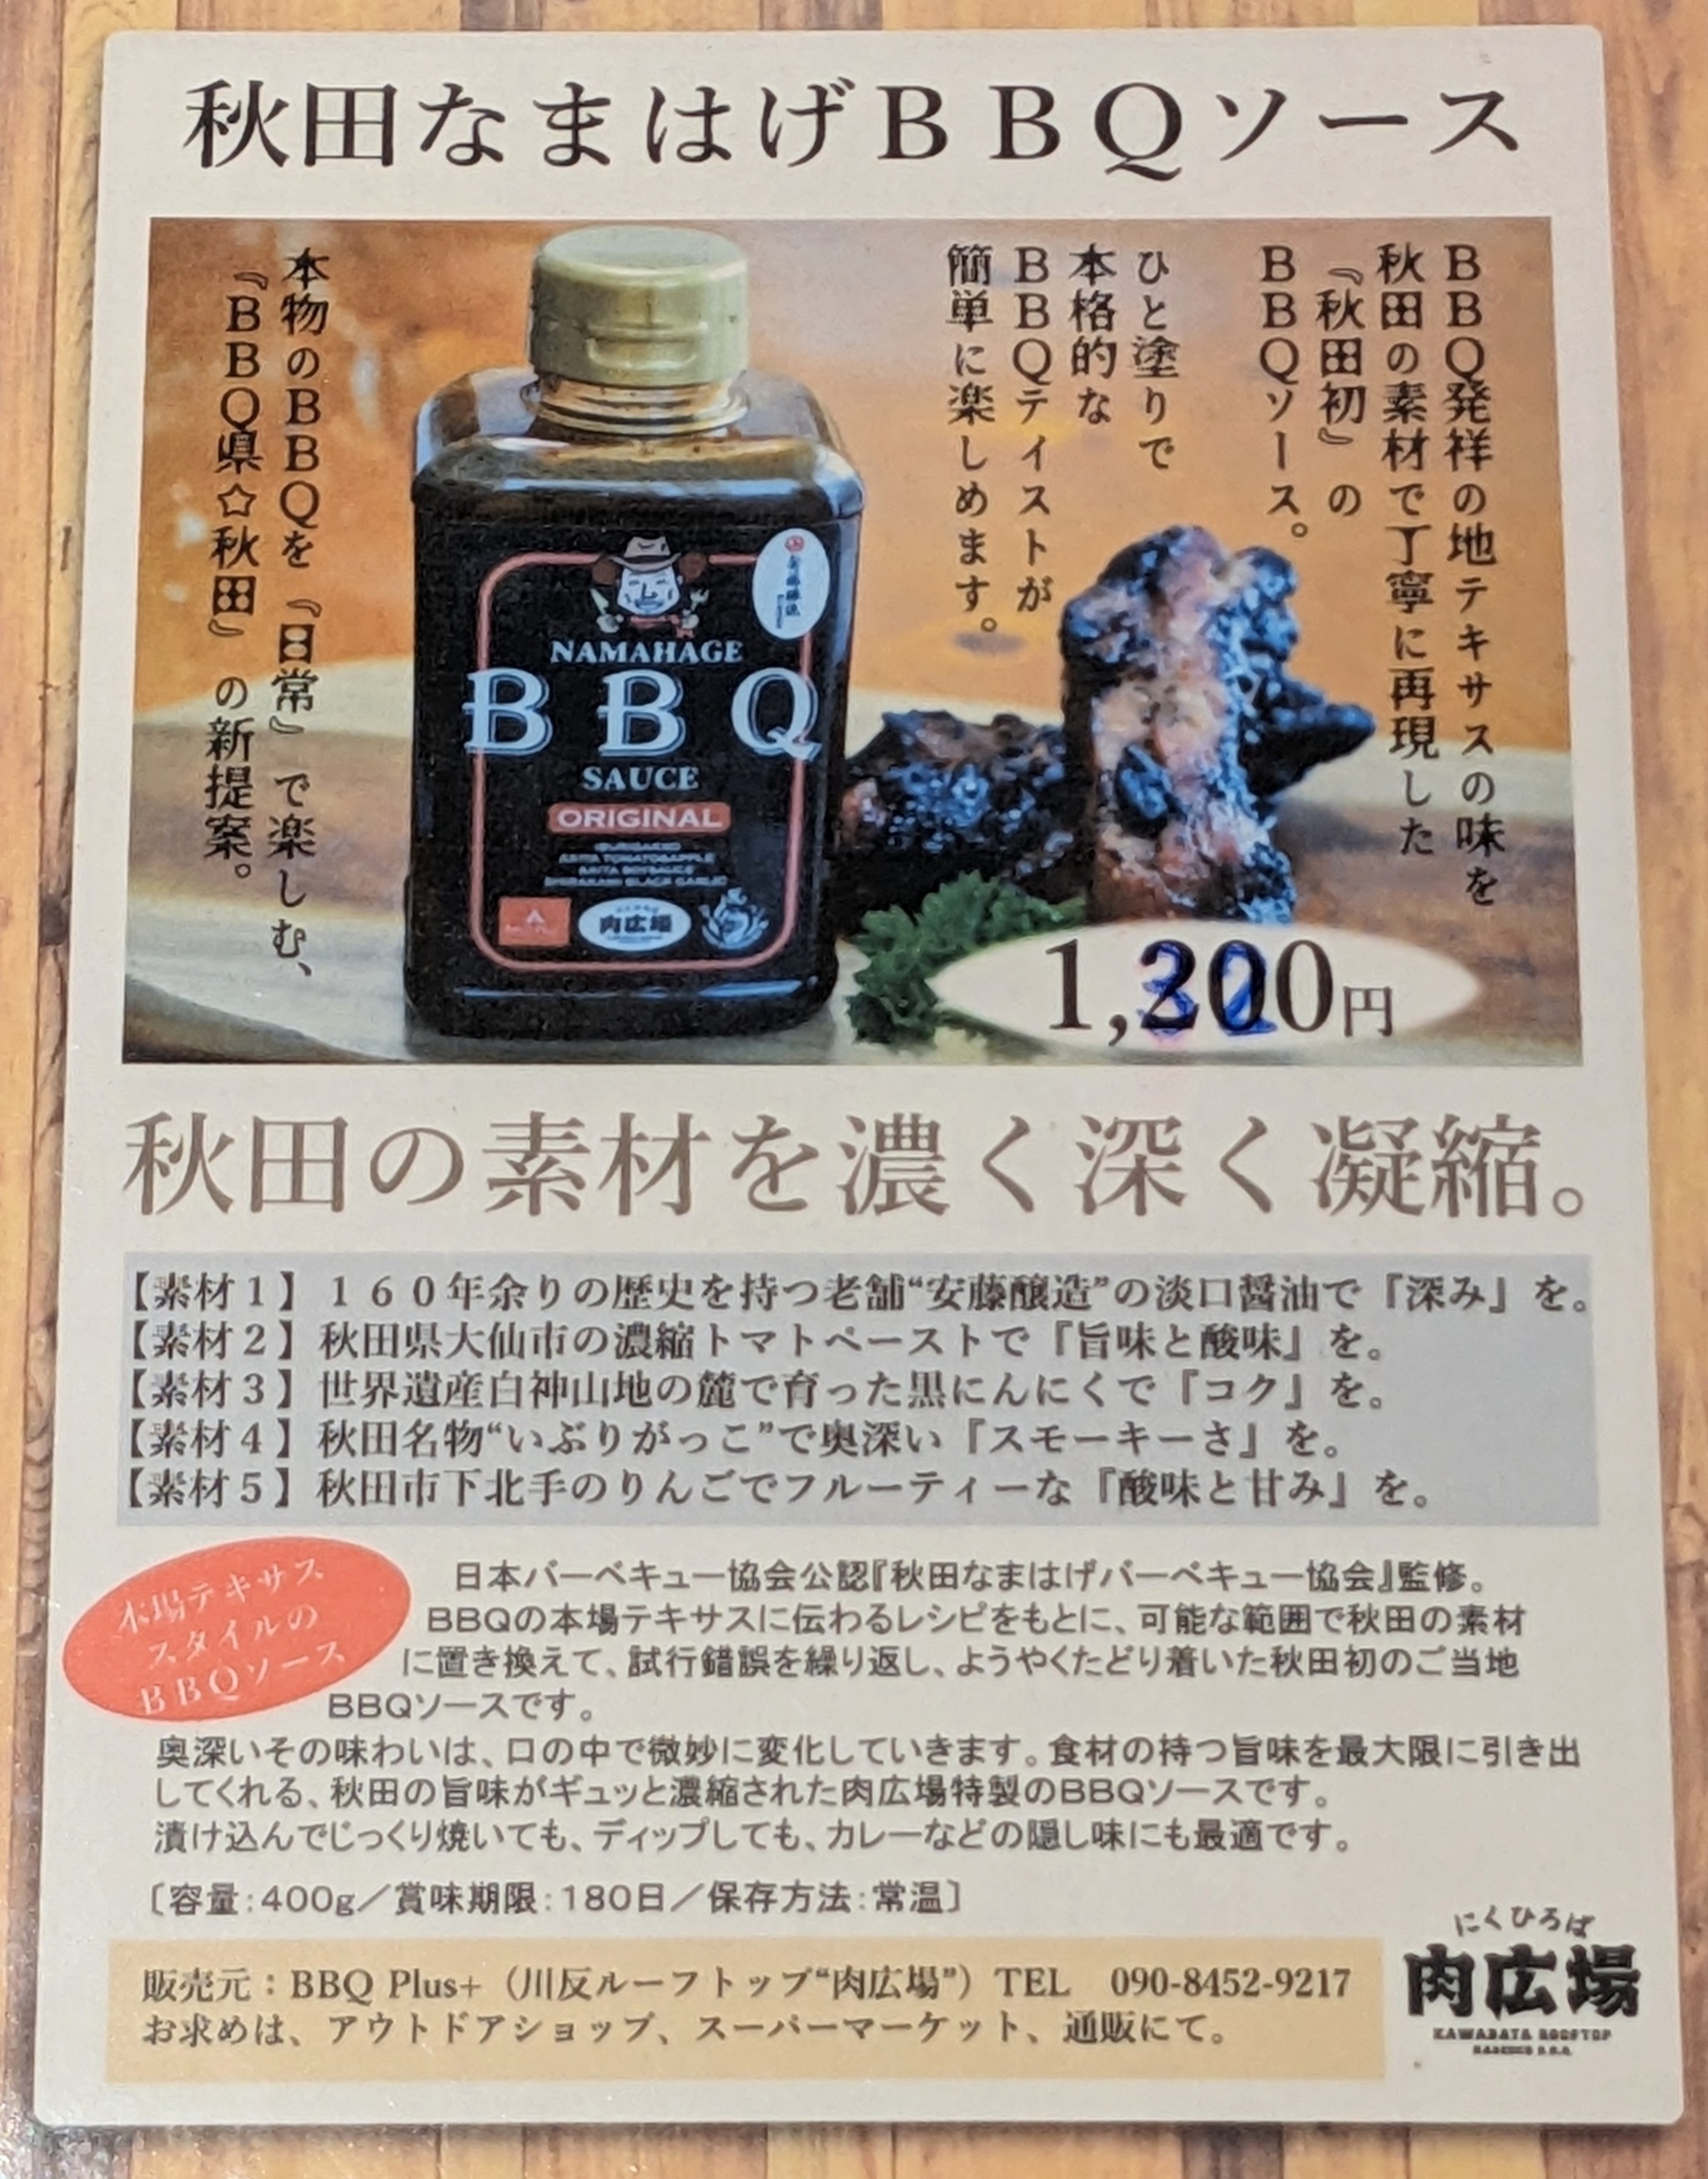 秋田なまはげBBQソース
BBQ発祥の地テキサスの味を
秋田の素材で丁寧に再現した
『秋田初』の
BBQソース。
ひと塗りで
本格的な
BBQテイストが
簡単に楽しめます。
本物のBBQを『日常』で楽しむ、
『BBQ県☆秋田』の新提案。
NAMAHAGE
BBQ
SAUCE
ORIGINAL
肉広場
円
秋田の素材を濃く深く凝縮。
【素材1】160年余りの歴史を持つ老舗“安藤醸造”の淡口醤油で『深み』を。
【素材2】秋田県大仙市の濃縮トマトペーストで『旨味と酸味』を。
【素材3】世界遺産白神山地の麓で育った黒にんにくで『コク』を。
【素材4】秋田名物“いぶりがっこ”で奥深い『スモーキーさ』を。
【素材5】秋田市下北手のりんごでフルーティーな『酸味と甘み』を。
本場テキサス
スタイルの
BBQソース
日本バーベキュー協会公認『秋田なまはげバーベキュー協会』監修。
BBQの本場テキサスに伝わるレシピをもとに、可能な範囲で秋田の素材
に置き換えて、試行錯誤を繰り返し、ようやくたどり着いた秋田初のご当地
BBQソースです。
奥深いその味わいは、口の中で微妙に変化していきます。食材の持つ旨味を最大限に引き出
してくれる、秋田の旨味がギュッと濃縮された肉広場特製のBBQソースです。
漬け込んでじっくり焼いても、ディップしても、カレーなどの隠し味にも最適です。
〔容量：400g／賞味期限：180日／保存方法：常温〕
販売元：BBQ Plus+（川反ルーフトップ“肉広場”）TEL 090-8452-9217
お求めは、アウトドアショップ、スーパーマーケット、通販にて。
にくひろば
肉広場
KAWABATA ROOFTOP